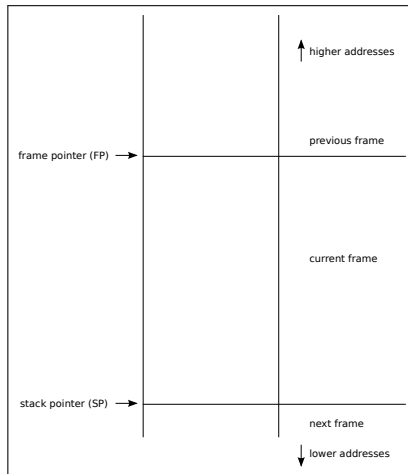 higher addresses
previous frame
frame pointer (FP)
current frame
stack pointer (SP)
next frame
lower addresses